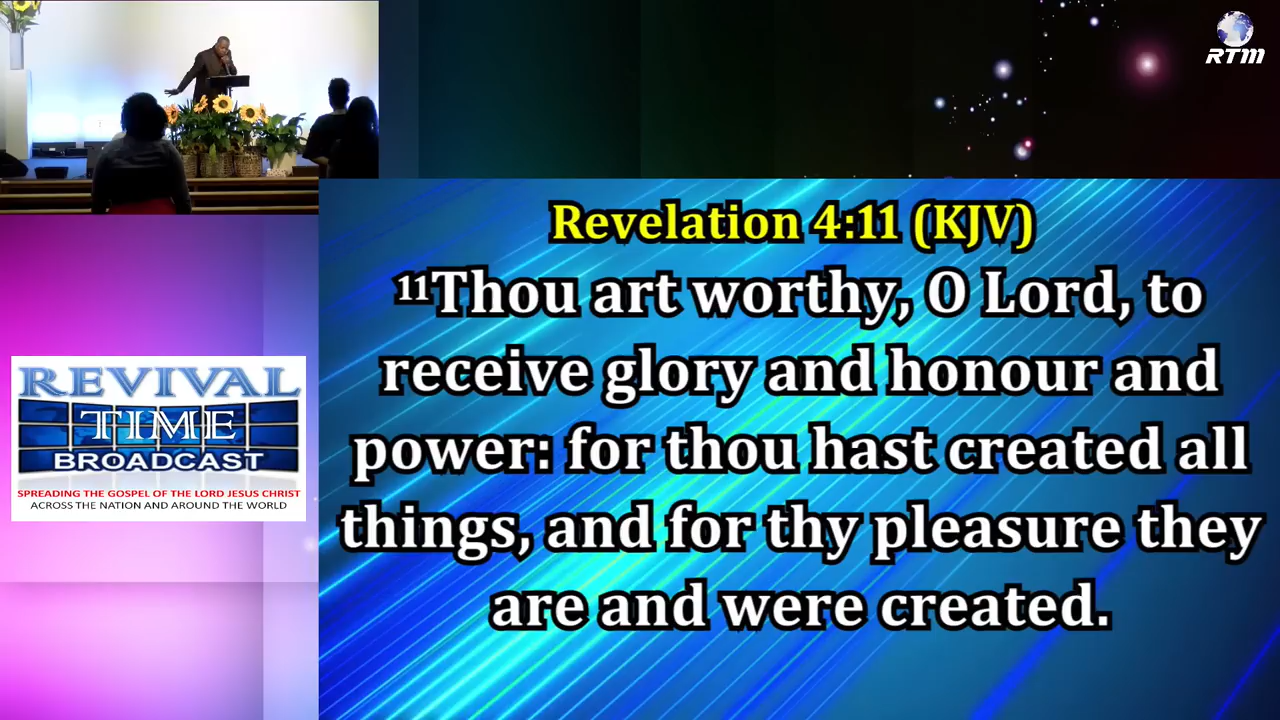 RTM
Revelation 4:11 (KJV)
11Thou art worthy, O Lord, to
receive glory and honour and
power: for thou hast created all
things, and for thy pleasure they
are and were created.
REVIVAL
TIME
BROADCAST
SPREADING THE GOSPEL OF THE LORD JESUS CHRIST
ACROSS THE NATION AND AROUND THE WORLD